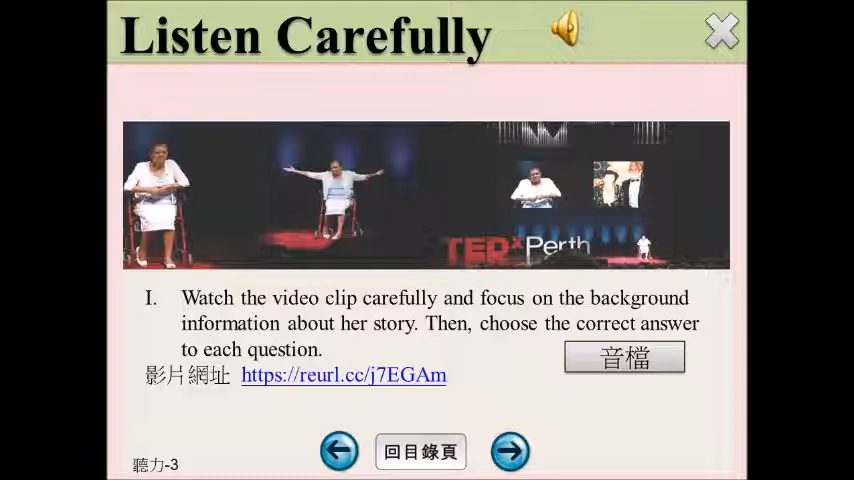 Listen Carefully
TEDxPerth
I. Watch the video clip carefully and focus on the background
information about her story. Then, choose the correct answer
to each question.
音檔
影片網址 https://reurl.cc/j7EGAm
回目錄頁
聽力-3